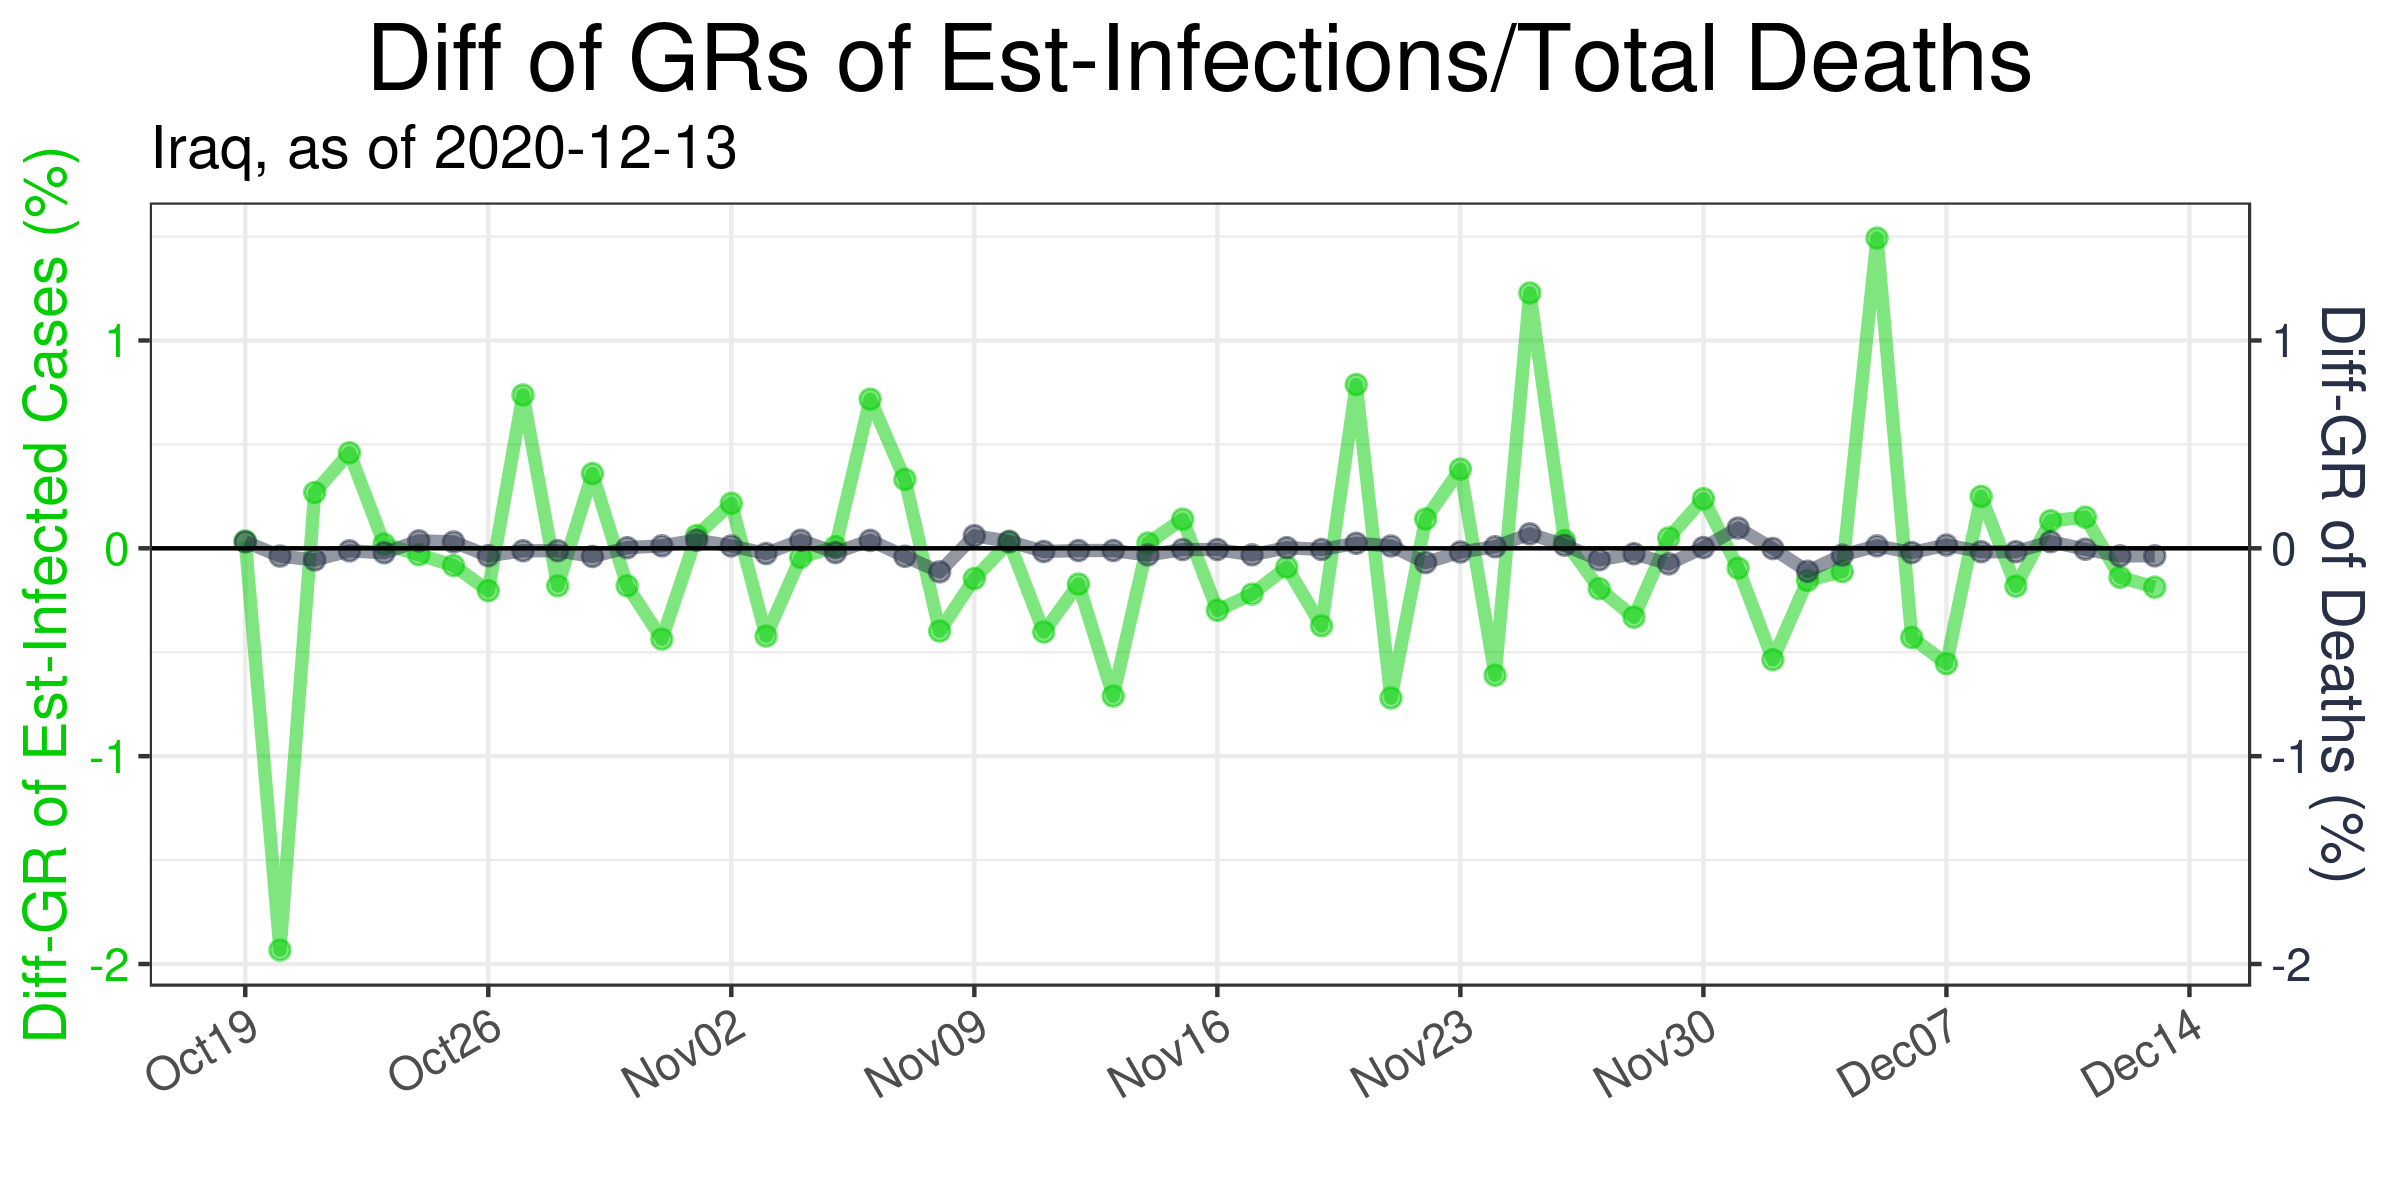 Diff of GRs of Est-Infections/Total Deaths
Iraq, as of 2020-12-13
Diff-GR of Est-Infected Cases (%)
1
0
-1
-2
1
0
-1
-2
Diff-GR of Deaths (%)
Oct19
Oct26
Nov02
Nov09
Nov16
Nov23
Nov30
Dec07
Dec14